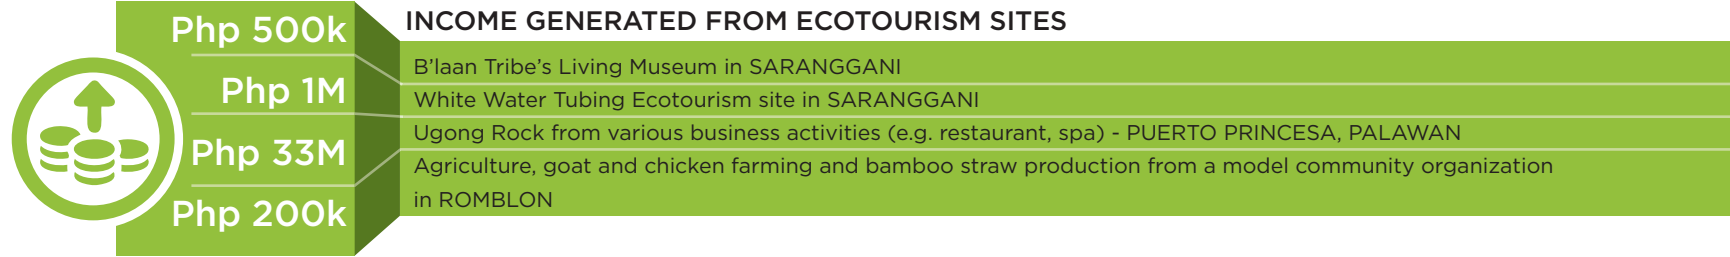 INCOME GENERATED FROM ECOTOURISM SITES
Php 500k
B’laan Tribe’s Living Museum in SARANGGANI
Php 1M
White Water Tubing Ecotourism site in SARANGGANI
Php 33M
Ugong Rock from various business activities (e.g. restaurant, spa) - PUERTO PRINCESA, PALAWAN
Php 200k
Agriculture, goat and chicken farming and bamboo straw production from a model community organization
in ROMBLON